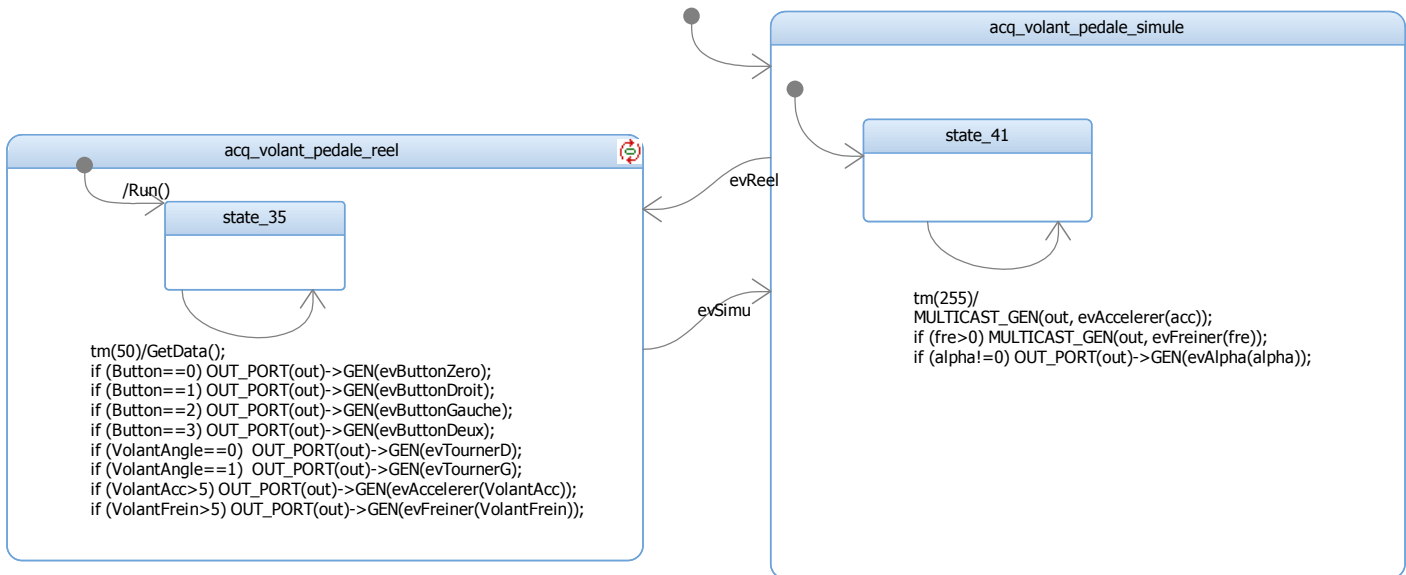 acq_volant_pedale_simule
state_41
acq_volant_pedale_reel
evReel
/Run()
state_35
evSimu
tm(255)/
MULTICAST_GEN(out, evAccelerer(acc));
if (fre>0) MULTICAST_GEN(out, evFreiner(fre));
if (alpha!=0) OUT_PORT(out)->GEN(evAlpha(alpha));
tm(50)/GetData();
if (Button==0) OUT_PORT(out)->GEN(evButtonZero);
if (Button==1) OUT_PORT(out)->GEN(evButtonDroit);
if (Button==2) OUT_PORT(out)->GEN(evButtonGauche);
if (Button==3) OUT_PORT(out)->GEN(evButtonDeux);
if (VolantAngle==0)  OUT_PORT(out)->GEN(evTournerD);
if (VolantAngle==1)  OUT_PORT(out)->GEN(evTournerG);
if (VolantAcc>5) OUT_PORT(out)->GEN(evAccelerer(VolantAcc));
if (VolantFrein>5) OUT_PORT(out)->GEN(evFreiner(VolantFrein));